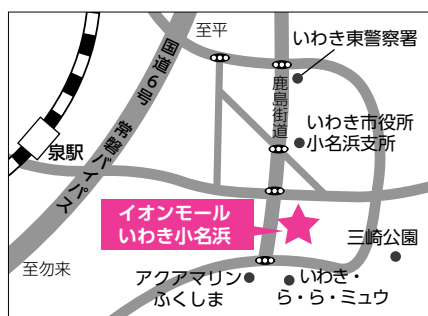 至平
いわき東警察署
国道6号 常磐バイパス
鹿島街道
いわき市役所
小名浜支所
泉駅
イオンモール
いわき小名浜
三崎公園
至勿来
アクアマリン
ふくしま
いわき・
ら・ら・ミュウ